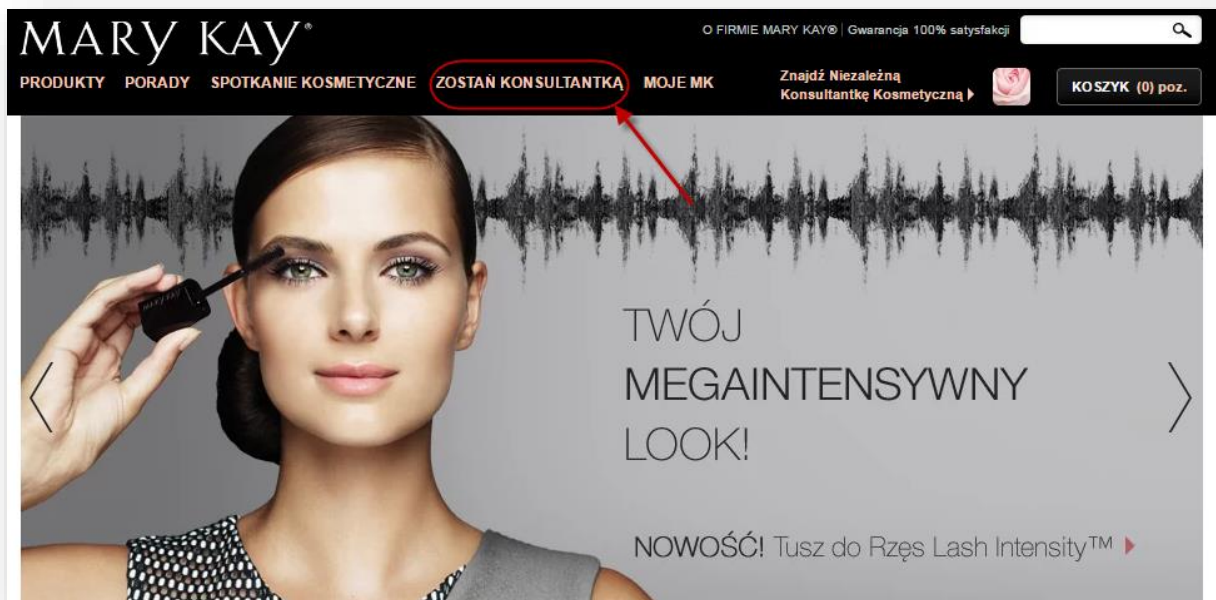 MARY KAY®
O FIRMIE MARY KAY® | Gwarancja 100% satysfakcji
PRODUKTY PORADY SPOTKANIE KOSMETYCZNE ZOSTAŃ KONSULTANTKĄ MOJE MK
Znajdź Niezależną
Konsultantkę Kosmetyczną
KOSZYK (0) poz.
TWÓJ
MEGAINTENSYWNY
LOOK!
NOWOŚĆ! Tusz do Rzęs Lash Intensity™